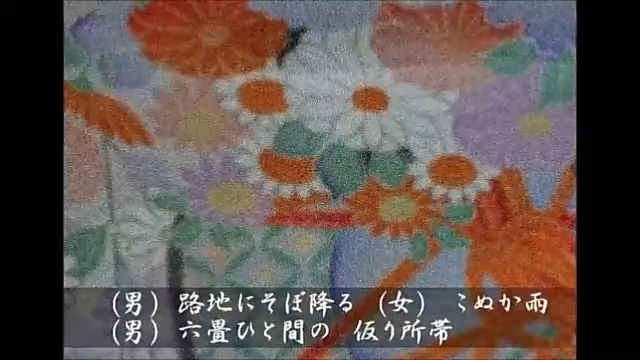 （男） 路地にそぼ降る （女） こぬか雨
（男） 六畳ひと間の 仮り所帯